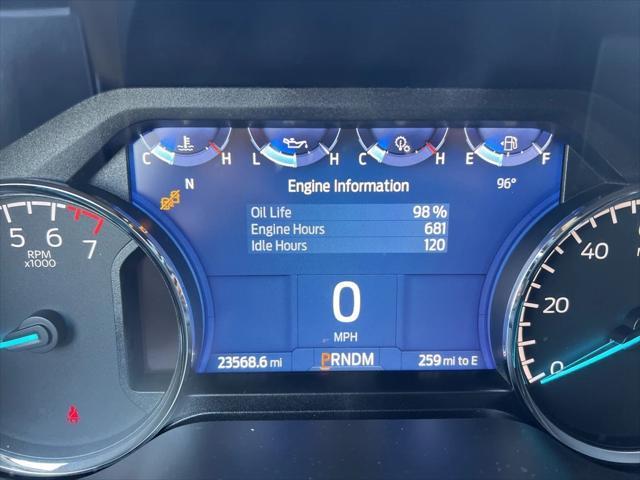 C H L H C H E F
N Engine Information 96°
Oil Life 98 %
Engine Hours 681
Idle Hours 120
5 6 7
RPM
x1000
40
20
0
0
MPH
23568.6 mi PRNDM 259 mi to E